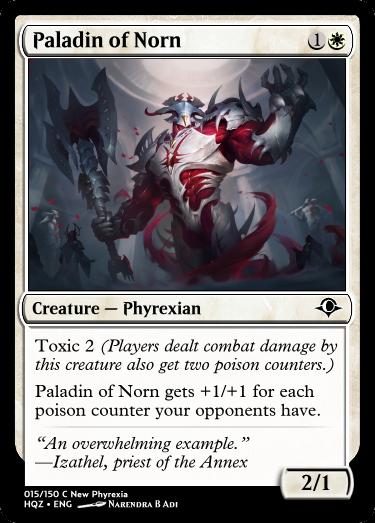 Paladin of Norn 1
Creature — Phyrexian
Toxic 2 (Players dealt combat damage by
this creature also get two poison counters.)
Paladin of Norn gets +1/+1 for each
poison counter your opponents have.
“An overwhelming example.”
—Izathel, priest of the Annex
2/1
015/150 C New Phyrexia
HQZ • ENG Narendra B Adi